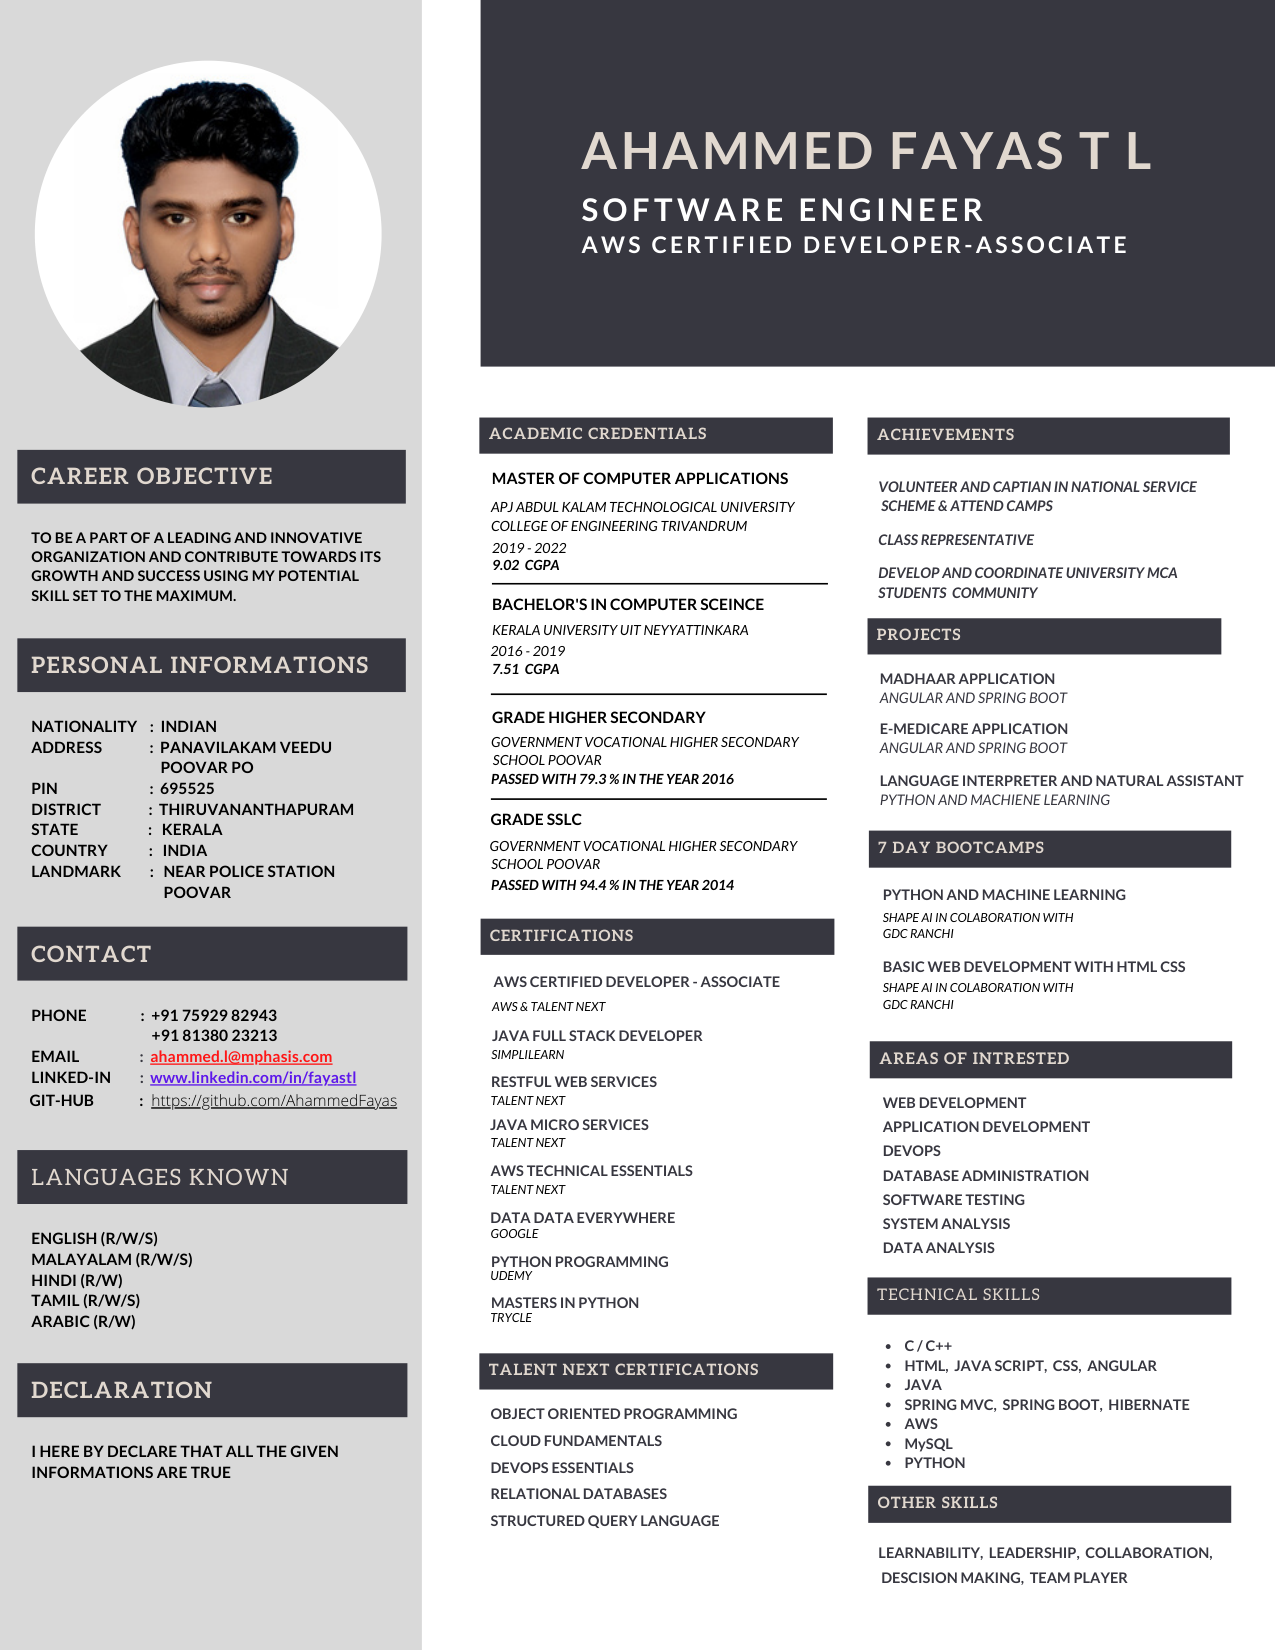 AHAMMED FAYAS T L
SOFTWARE ENGINEER
AWS CERTIFIED DEVELOPER-ASSOCIATE
CAREER OBJECTIVE
TO BE A PART OF A LEADING AND INNOVATIVE
ORGANIZATION AND CONTRIBUTE TOWARDS ITS
GROWTH AND SUCCESS USING MY POTENTIAL
SKILL SET TO THE MAXIMUM.
PERSONAL INFORMATIONS
NATIONALITY : INDIAN
ADDRESS : PANAVILAKAM VEEDU
POOVAR PO
PIN : 695525
DISTRICT : THIRUVANANTHAPURAM
STATE : KERALA
COUNTRY : INDIA
LANDMARK : NEAR POLICE STATION
POOVAR
CONTACT
PHONE : +91 75929 82943
+91 81380 23213
EMAIL : ahammed.l@mphasis.com
LINKED-IN : www.linkedin.com/in/fayastl
GIT-HUB : https://github.com/AhammedFayas
LANGUAGES KNOWN
ENGLISH (R/W/S)
MALAYALAM (R/W/S)
HINDI (R/W)
TAMIL (R/W/S)
ARABIC (R/W)
DECLARATION
I HERE BY DECLARE THAT ALL THE GIVEN
INFORMATIONS ARE TRUE
ACADEMIC CREDENTIALS
MASTER OF COMPUTER APPLICATIONS
APJ ABDUL KALAM TECHNOLOGICAL UNIVERSITY
COLLEGE OF ENGINEERING TRIVANDRUM
2019 - 2022
9.02 CGPA
BACHELOR'S IN COMPUTER SCEINCE
KERALA UNIVERSITY UIT NEYYATTINKARA
2016 - 2019
7.51 CGPA
GRADE HIGHER SECONDARY
GOVERNMENT VOCATIONAL HIGHER SECONDARY
SCHOOL POOVAR
PASSED WITH 79.3 % IN THE YEAR 2016
GRADE SSLC
GOVERNMENT VOCATIONAL HIGHER SECONDARY
SCHOOL POOVAR
PASSED WITH 94.4 % IN THE YEAR 2014
CERTIFICATIONS
AWS CERTIFIED DEVELOPER - ASSOCIATE
AWS & TALENT NEXT
JAVA FULL STACK DEVELOPER
SIMPLILEARN
RESTFUL WEB SERVICES
TALENT NEXT
JAVA MICRO SERVICES
TALENT NEXT
AWS TECHNICAL ESSENTIALS
TALENT NEXT
DATA DATA EVERYWHERE
GOOGLE
PYTHON PROGRAMMING
UDEMY
MASTERS IN PYTHON
TRYCLE
TALENT NEXT CERTIFICATIONS
OBJECT ORIENTED PROGRAMMING
CLOUD FUNDAMENTALS
DEVOPS ESSENTIALS
RELATIONAL DATABASES
STRUCTURED QUERY LANGUAGE
ACHIEVEMENTS
VOLUNTEER AND CAPTIAN IN NATIONAL SERVICE
SCHEME & ATTEND CAMPS
CLASS REPRESENTATIVE
DEVELOP AND COORDINATE UNIVERSITY MCA
STUDENTS COMMUNITY
PROJECTS
MADHAAR APPLICATION
ANGULAR AND SPRING BOOT
E-MEDICARE APPLICATION
ANGULAR AND SPRING BOOT
LANGUAGE INTERPRETER AND NATURAL ASSISTANT
PYTHON AND MACHIENE LEARNING
7 DAY BOOTCAMPS
PYTHON AND MACHINE LEARNING
SHAPE AI IN COLABORATION WITH
GDC RANCHI
BASIC WEB DEVELOPMENT WITH HTML CSS
SHAPE AI IN COLABORATION WITH
GDC RANCHI
AREAS OF INTRESTED
WEB DEVELOPMENT
APPLICATION DEVELOPMENT
DEVOPS
DATABASE ADMINISTRATION
SOFTWARE TESTING
SYSTEM ANALYSIS
DATA ANALYSIS
TECHNICAL SKILLS
• C / C++
• HTML, JAVA SCRIPT, CSS, ANGULAR
• JAVA
• SPRING MVC, SPRING BOOT, HIBERNATE
• AWS
• MySQL
• PYTHON
OTHER SKILLS
LEARNABILITY, LEADERSHIP, COLLABORATION,
DESCISION MAKING, TEAM PLAYER